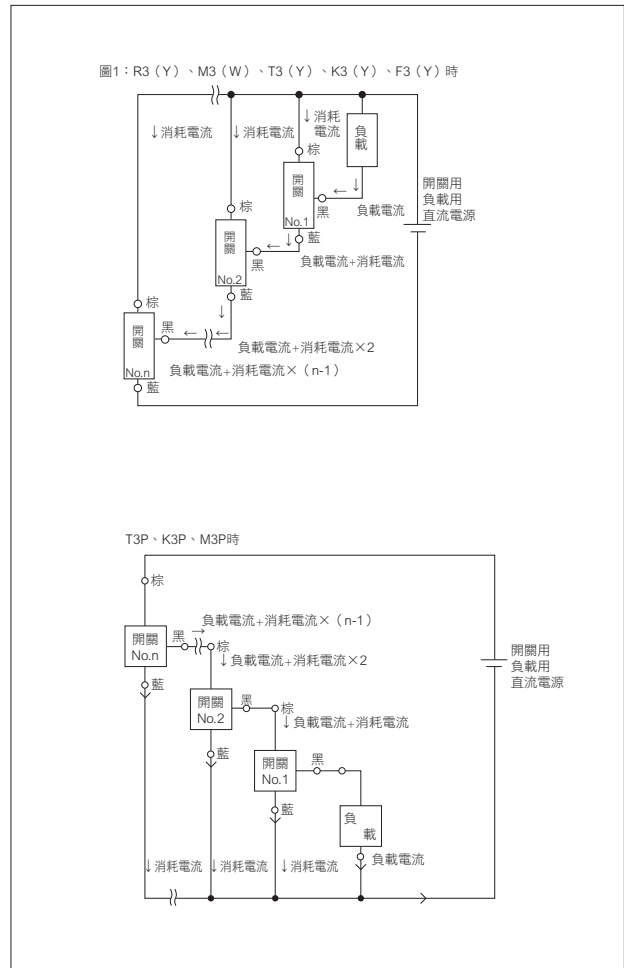 圖1：R3（Y）、M3（W）、T3（Y）、K3（Y）、F3（Y）時
↓消耗電流
↓消耗電流
↓消耗
電流
負
載
棕
開
關
No.1
黑
←
↓
負載電流
開關用
負載用
直流電源
藍
棕
開
關
No.2
黑
←
↓
負載電流+消耗電流
藍
↓
棕
開
關
No.n
黑
← ←
負載電流+消耗電流×2
負載電流+消耗電流×（n-1）
藍
T3P、K3P、M3P時
棕
開關
No.n
黑
→
負載電流+消耗電流×（n-1）
棕
↓負載電流+消耗電流×2
藍
開關
No.2
黑
棕
↓負載電流+消耗電流
藍
開關
No.1
黑
藍
負
載
開關用
負載用
直流電源
↓消耗電流
↓消耗電流
↓消耗電流
↓負載電流